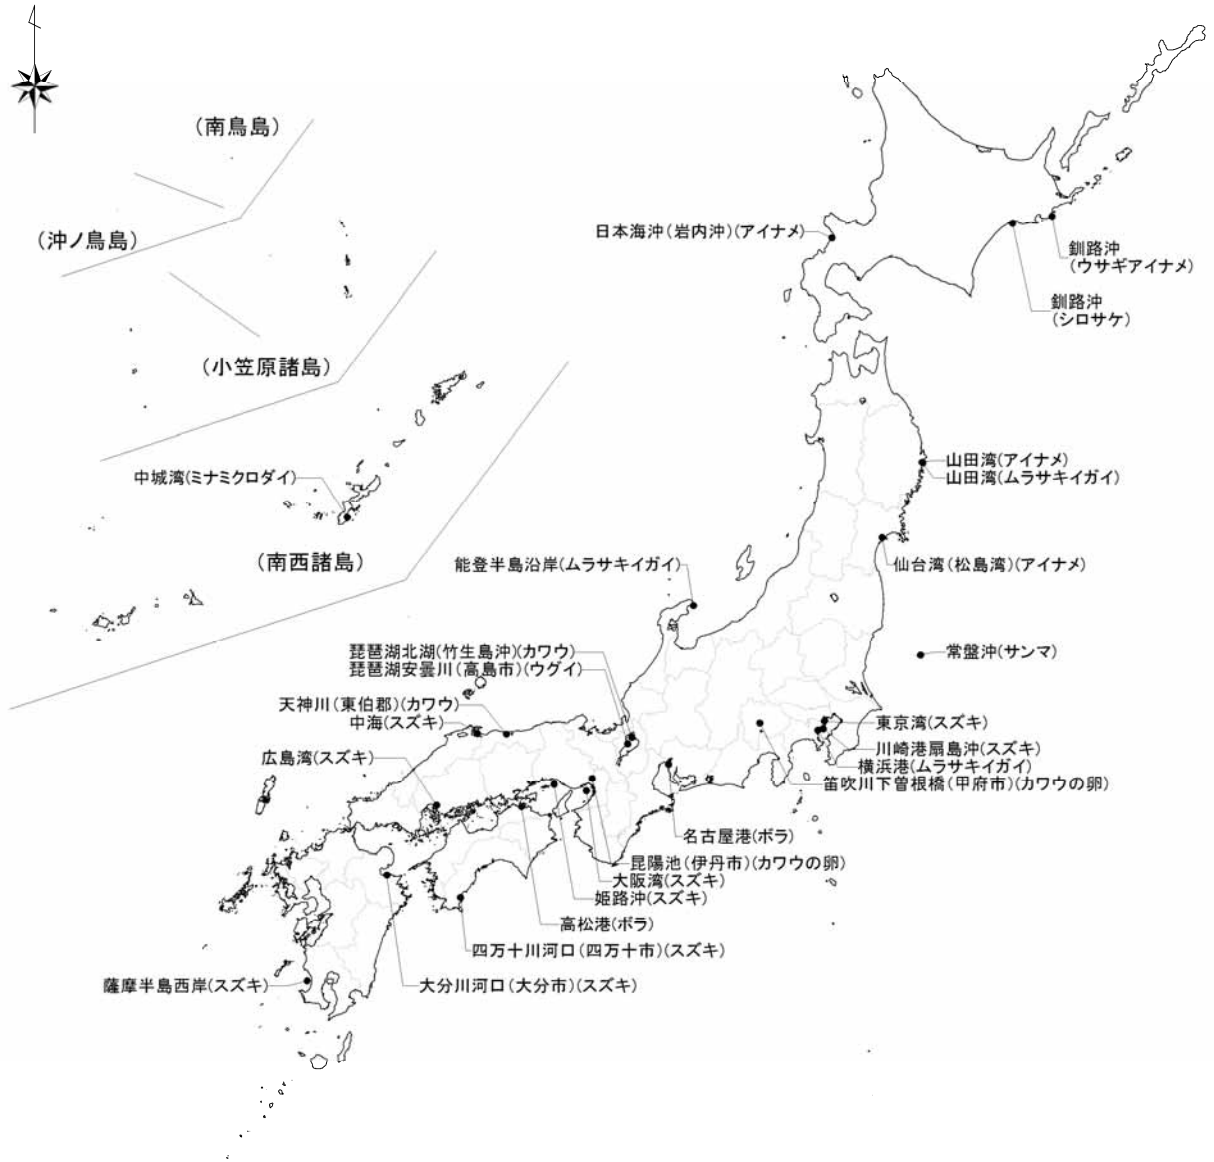 (南鳥島)
(沖ノ鳥島)
日本海沖(岩内沖)(アイナメ)
釧路沖
(ウサギアイナメ)
釧路沖
(シロサケ)
(小笠原諸島)
山田湾(アイナメ)
山田湾(ムラサキイガイ)
中城湾(ミナミクロダイ)
(南西諸島)
能登半島沿岸(ムラサキイガイ)
仙台湾(松島湾)(アイナメ)
琵琶湖北湖(竹生島沖)(カワウ)
琵琶湖安曇川(高島市)(ウグイ)
常盤沖(サンマ)
天神川(東伯郡)(カワウ)
中海(スズキ)
東京湾(スズキ)
広島湾(スズキ)
川崎港扇島沖(スズキ)
横浜港(ムラサキイガイ)
笛吹川下曽根橋(甲府市)(カワウの卵)
名古屋港(ボラ)
昆陽池(伊丹市)(カワウの卵)
大阪湾(スズキ)
姫路沖(スズキ)
高松港(ボラ)
四万十川河口(四万十市)(スズキ)
薩摩半島西岸(スズキ)
大分川河口(大分市)(スズキ)